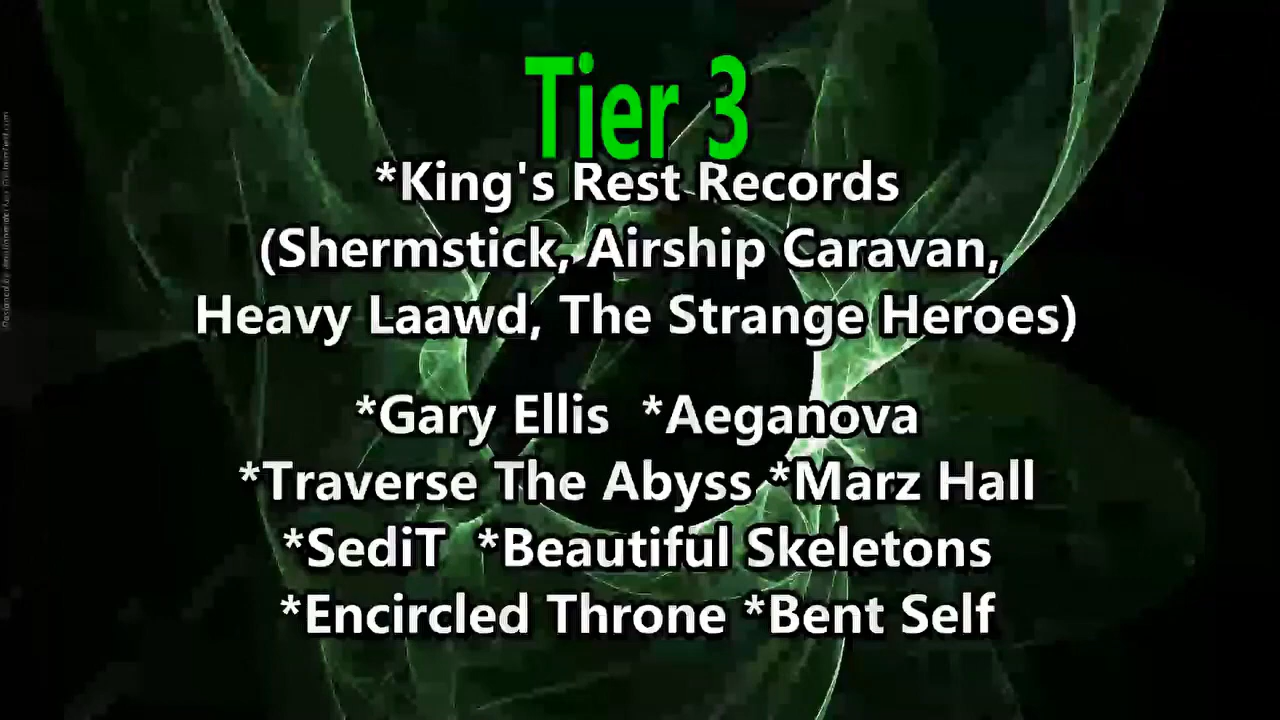 Tier 3
*King's Rest Records
(Shermstick, Airship Caravan,
Heavy Laawd, The Strange Heroes)
*Gary Ellis *Aeganova
*Traverse The Abyss *Marz Hall
*SediT *Beautiful Skeletons
*Encircled Throne *Bent Self